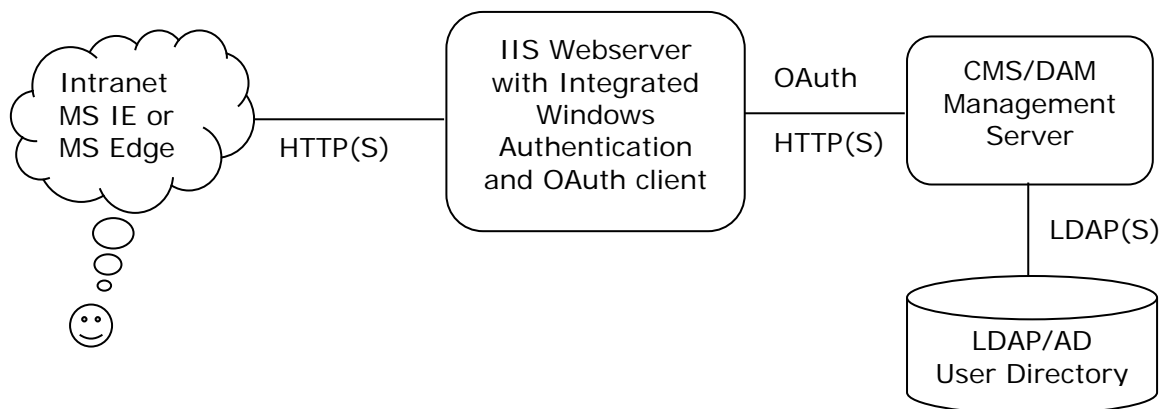 Intranet
MS IE or
MS Edge
HTTP(S)
IIS Webserver
with Integrated
Windows
Authentication
and OAuth client
OAuth
HTTP(S)
CMS/DAM
Management
Server
LDAP(S)
LDAP/AD
User Directory